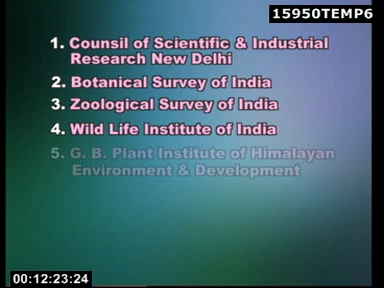 15950TEMP6
1. Counsil of Scientific & Industrial
Research New Delhi
2. Botanical Survey of India
3. Zoological Survey of India
4. Wild Life Institute of India
5. G. B. Plant Institute of Himalayan
Environment & Development
00:12:23:24